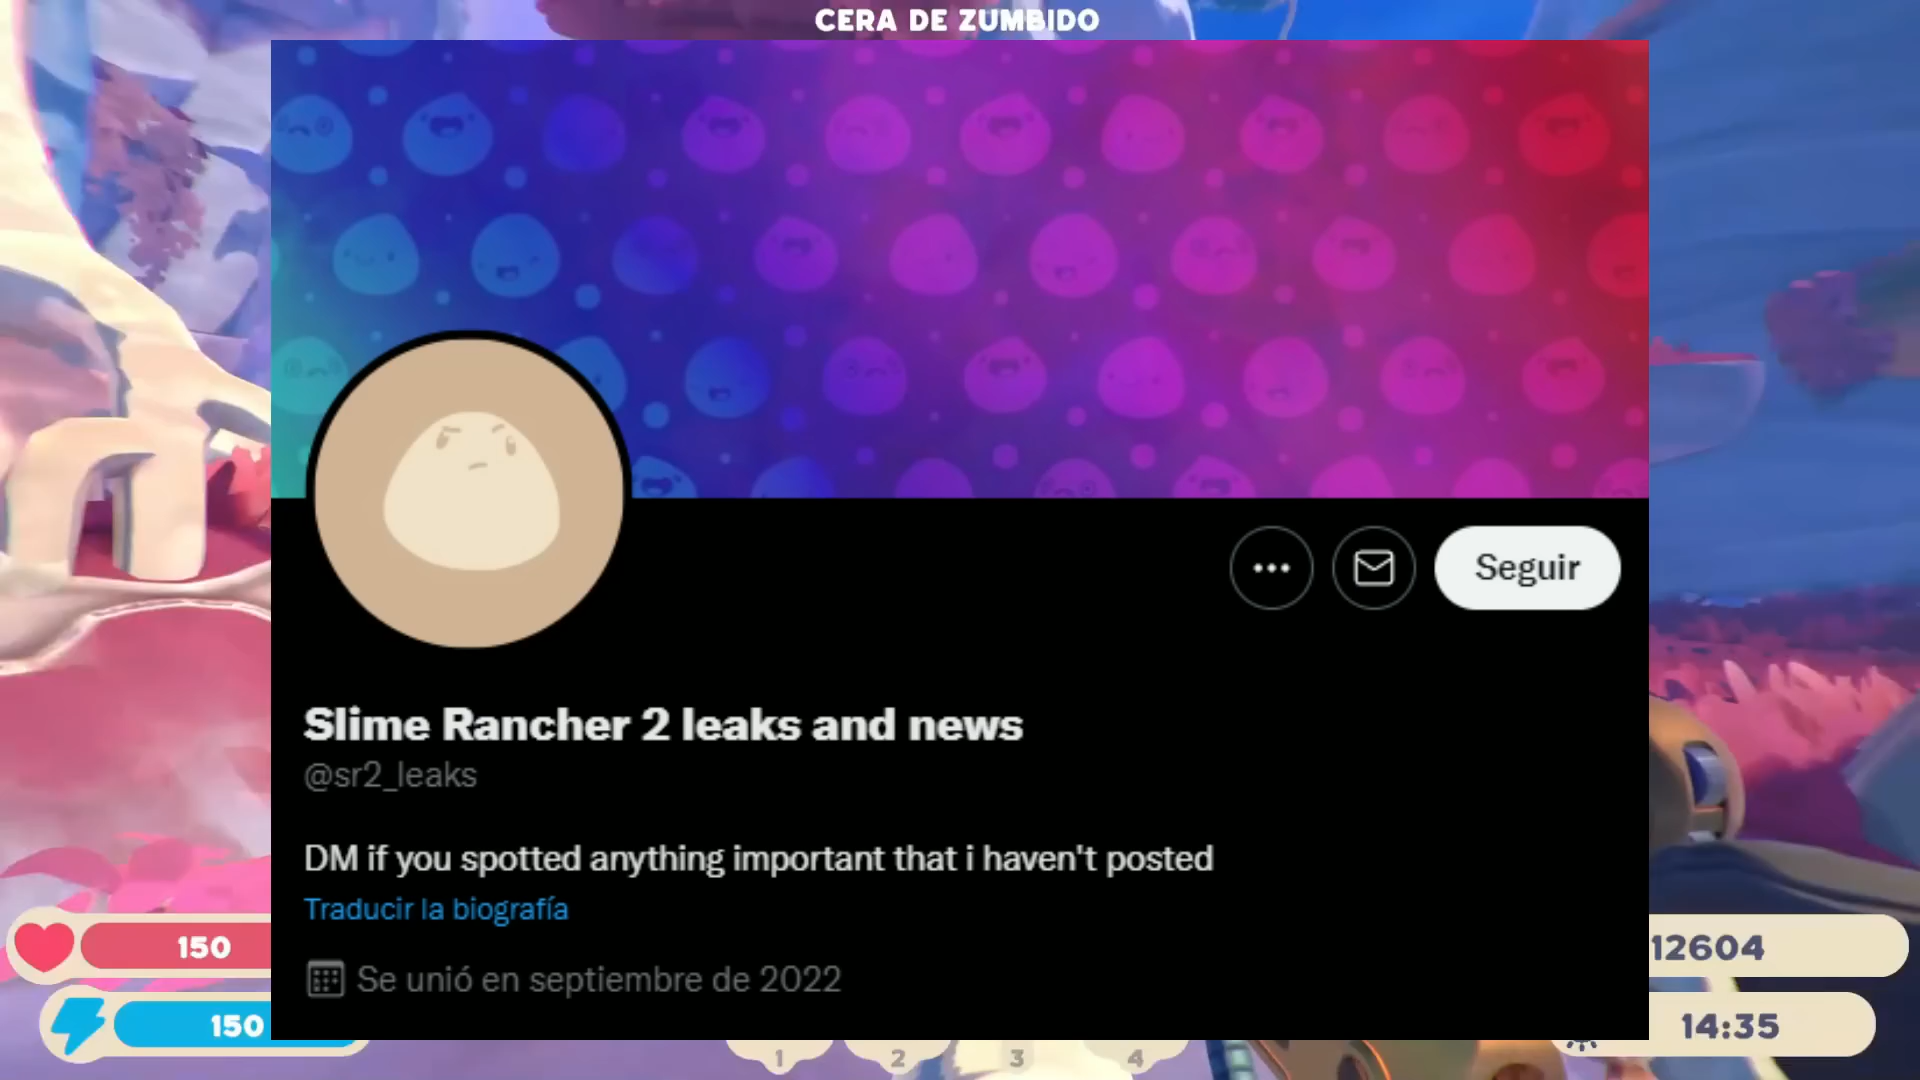 CERA DE ZUMBIDO
Seguir
Slime Rancher 2 leaks and news
@sr2_leaks
DM if you spotted anything important that i haven't posted
Traducir la biografía
Se unió en septiembre de 2022
150
12604
150
14:35
1 2 3 4